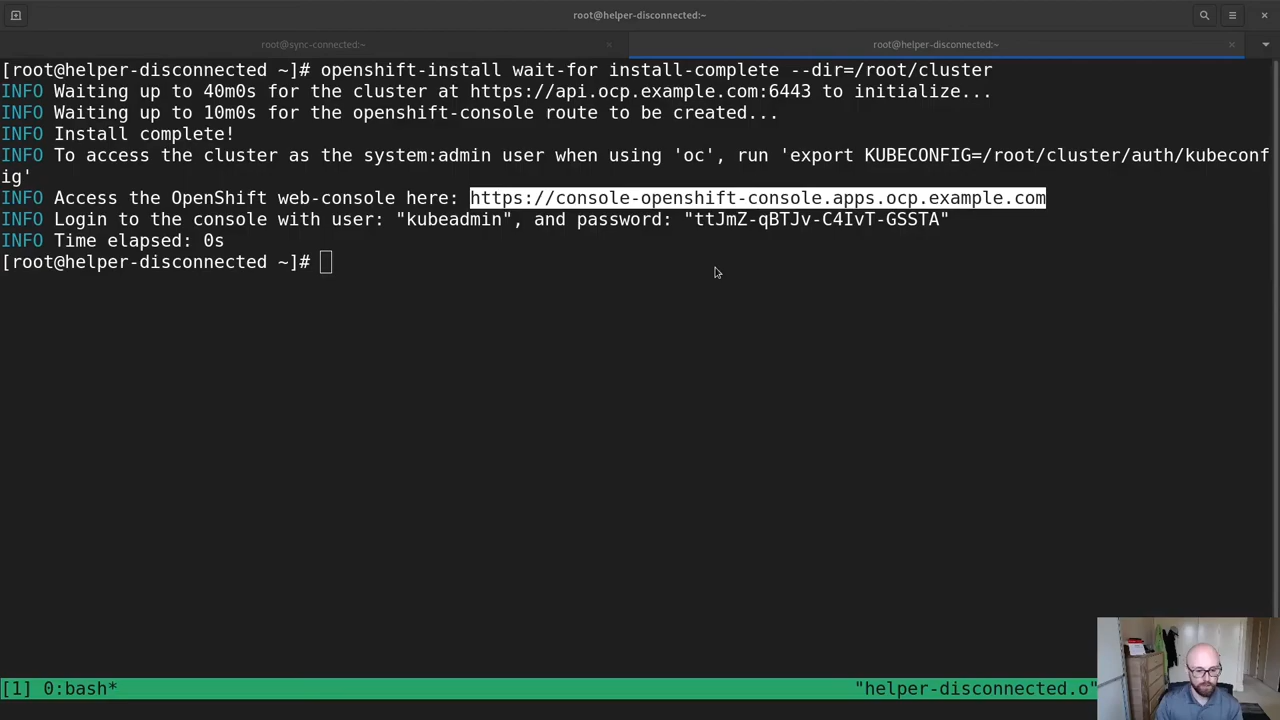 root@helper-disconnected:~
root@sync-connected:~
root@helper-disconnected:~
[root@helper-disconnected ~]# openshift-install wait-for install-complete --dir=/root/cluster
INFO Waiting up to 40m0s for the cluster at https://api.ocp.example.com:6443 to initialize...
INFO Waiting up to 10m0s for the openshift-console route to be created...
INFO Install complete!
INFO To access the cluster as the system:admin user when using 'oc', run 'export KUBECONFIG=/root/cluster/auth/kubeconf
ig'
INFO Access the OpenShift web-console here: https://console-openshift-console.apps.ocp.example.com
INFO Login to the console with user: "kubeadmin", and password: "ttJmZ-qBTJv-C4IvT-GSSTA"
INFO Time elapsed: 0s
[root@helper-disconnected ~]#
[1] 0:bash* "helper-disconnected.o"